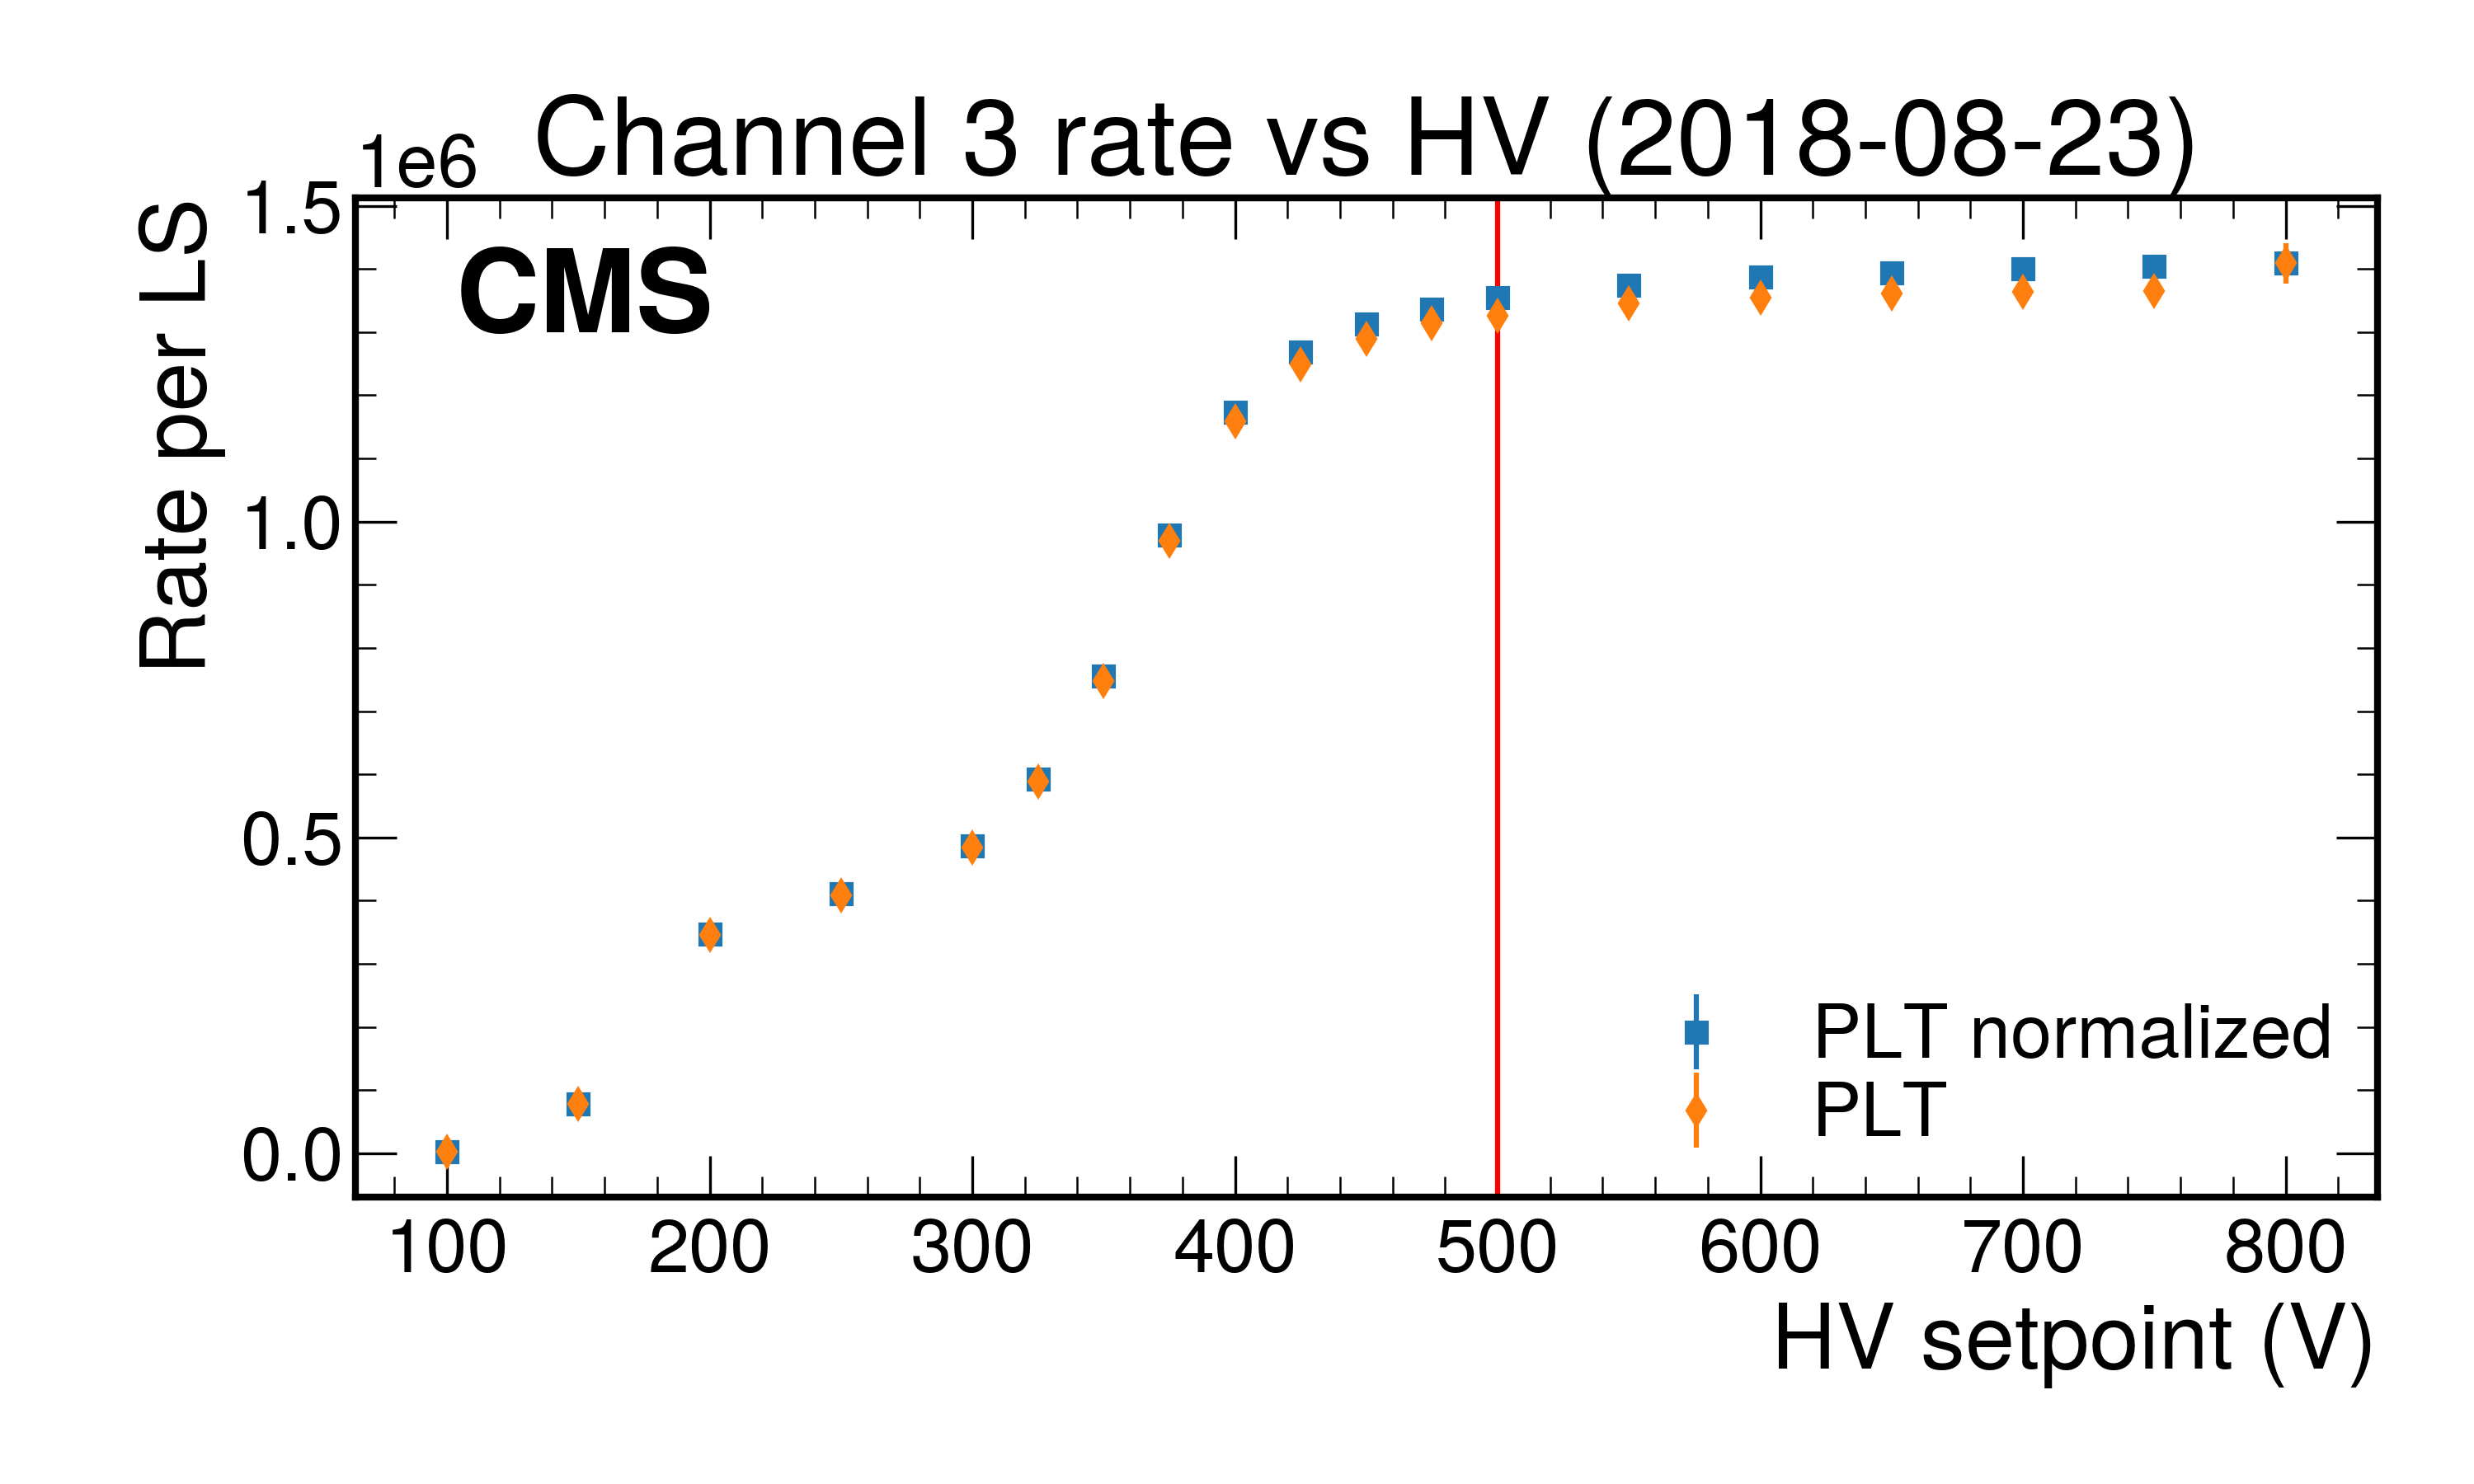 Channel 3 rate vs HV (2018-08-23)
1e6
CMS
Rate per LS
1.5
1.0
0.5
0.0
PLT normalized
PLT
100 200 300 400 500 600 700 800
HV setpoint (V)